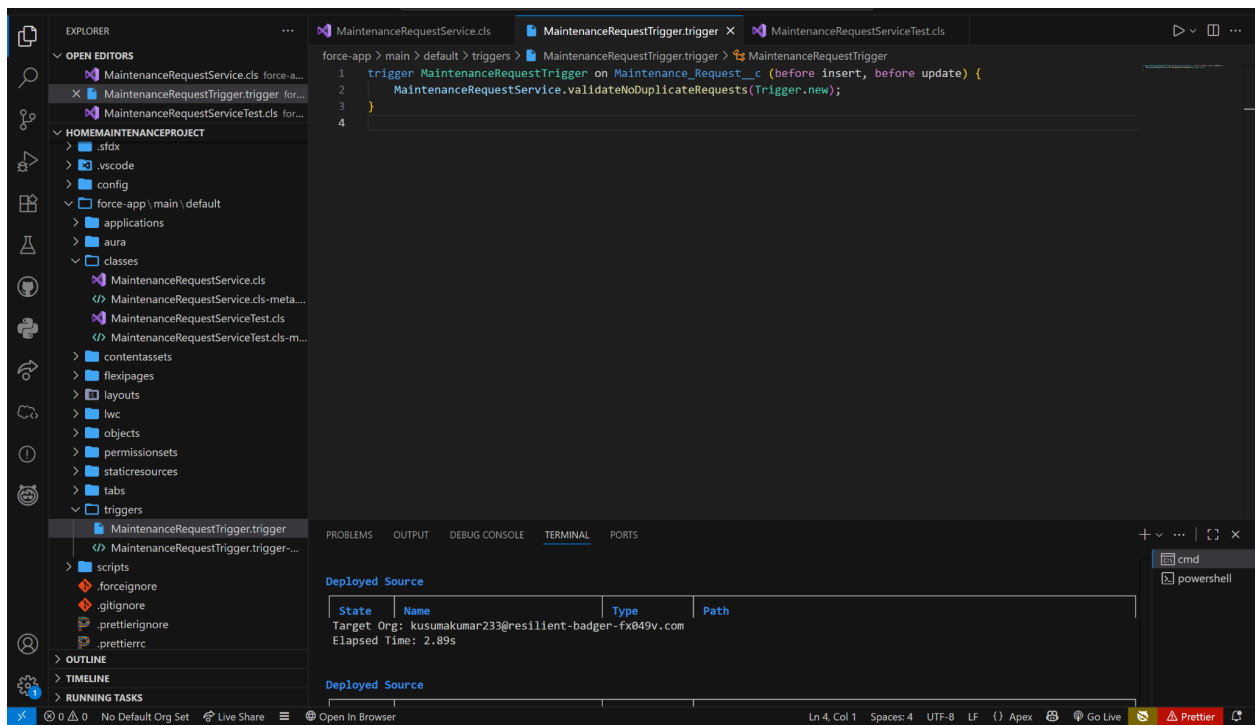 EXPLORER
OPEN EDITORS
MaintenanceRequestService.cls force-a...
MaintenanceRequestTrigger.trigger for...
MaintenanceRequestServiceTest.cls for...
HOMEMAINTENANCEPROJECT
.sfdx
.vscode
config
force-app\main\default
applications
aura
classes
MaintenanceRequestService.cls
MaintenanceRequestService.cls-meta....
MaintenanceRequestServiceTest.cls
MaintenanceRequestServiceTest.cls-m...
contentassets
flexipages
layouts
lwc
objects
permissionsets
staticresources
tabs
triggers
MaintenanceRequestTrigger.trigger
MaintenanceRequestTrigger.trigger-...
scripts
.forceignore
.gitignore
.prettierignore
.prettierrc
OUTLINE
TIMELINE
RUNNING TASKS
1
MaintenanceRequestService.cls MaintenanceRequestTrigger.trigger MaintenanceRequestServiceTest.cls
force-app > main > default > triggers > MaintenanceRequestTrigger.trigger > MaintenanceRequestTrigger
1 trigger MaintenanceRequestTrigger on Maintenance_Request__c (before insert, before update) {
2 MaintenanceRequestService.validateNoDuplicateRequests(Trigger.new);
3 }
4
PROBLEMS OUTPUT DEBUG CONSOLE TERMINAL PORTS
cmd
powershell
Deployed Source
State Name Type Path
Target Org: kusumakumar233@resilient-badger-fx049v.com
Elapsed Time: 2.89s
Deployed Source
0 0 No Default Org Set Live Share Open In Browser Ln 4, Col 1 Spaces: 4 UTF-8 LF {} Apex Go Live Prettier